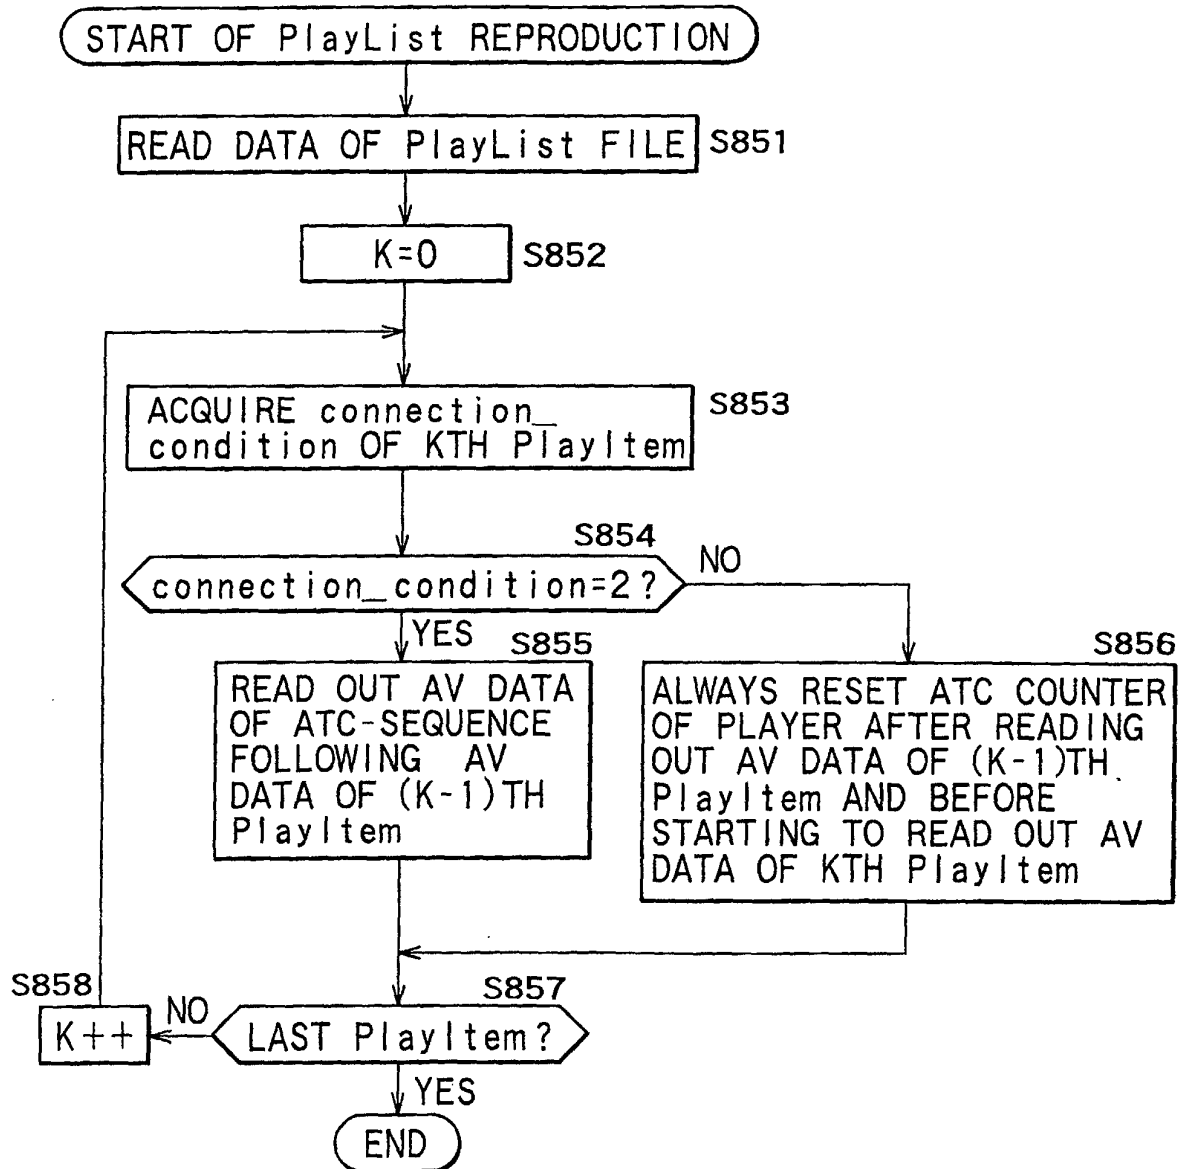 START OF PlayList REPRODUCTION
READ DATA OF PlayList FILE
S851
K=0
S852
ACQUIRE connection_
condition OF KTH PlayItem
S853
S854
connection_condition=2?
NO
YES
S855
READ OUT AV DATA
OF ATC-SEQUENCE
FOLLOWING AV
DATA OF (K-1)TH
PlayItem
S856
ALWAYS RESET ATC COUNTER
OF PLAYER AFTER READING
OUT AV DATA OF (K-1)TH
PlayItem AND BEFORE
STARTING TO READ OUT AV
DATA OF KTH PlayItem
S858
K++
NO
S857
LAST PlayItem?
YES
END